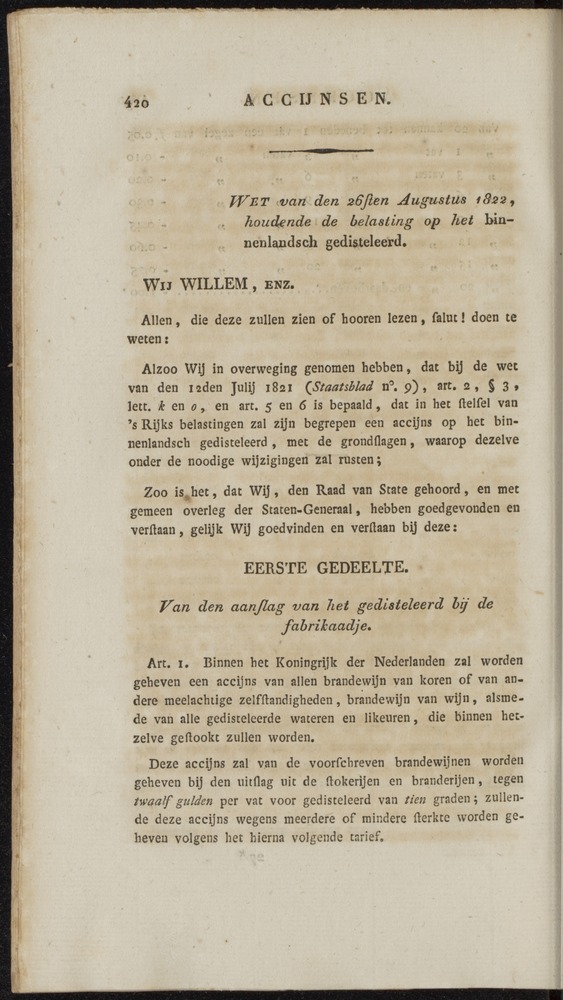 420 ACCIJNSEN.
WET van den 26ſten Augustus 1822,
houdende de belasting op het bin-
nenlandsch gedisteleerd.
WIJ WILLEM, ENZ.
Allen, die deze zullen zien of hooren lezen, ſalut! doen te
weten:
Alzoo Wij in overweging genomen hebben, dat bij de wet
van den 12den Julij 1821 (Staatsblad n°. 9), art. 2, § 3,
lett. k en o, en art. 5 en 6 is bepaald, dat in het ſtelſel van
's Rijks belastingen zal zijn begrepen een accijns op het bin-
nenlandsch gedisteleerd, met de grondſlagen, waarop dezelve
onder de noodige wijzigingen zal rusten;
Zoo is het, dat Wij, den Raad van State gehoord, en met
gemeen overleg der Staten-Generaal, hebben goedgevonden en
verſtaan, gelijk Wij goedvinden en verſtaan bij deze:
EERSTE GEDEELTE.
Van den aanſlag van het gedisteleerd bij de
fabrikaadje.
Art. 1. Binnen het Koningrijk der Nederlanden zal worden
geheven een accijns van allen brandewijn van koren of van an-
dere meelachtige zelfſtandigheden, brandewijn van wijn, alsme-
de van alle gedisteleerde wateren en likeuren, die binnen het-
zelve geſtookt zullen worden.
Deze accijns zal van de voorſchreven brandewijnen worden
geheven bij den uitſlag uit de ſtokerijen en branderijen, tegen
twaalf gulden per vat voor gedisteleerd van tien graden; zullen-
de deze accijns wegens meerdere of mindere ſterkte worden ge-
heven volgens het hierna volgende tarief.